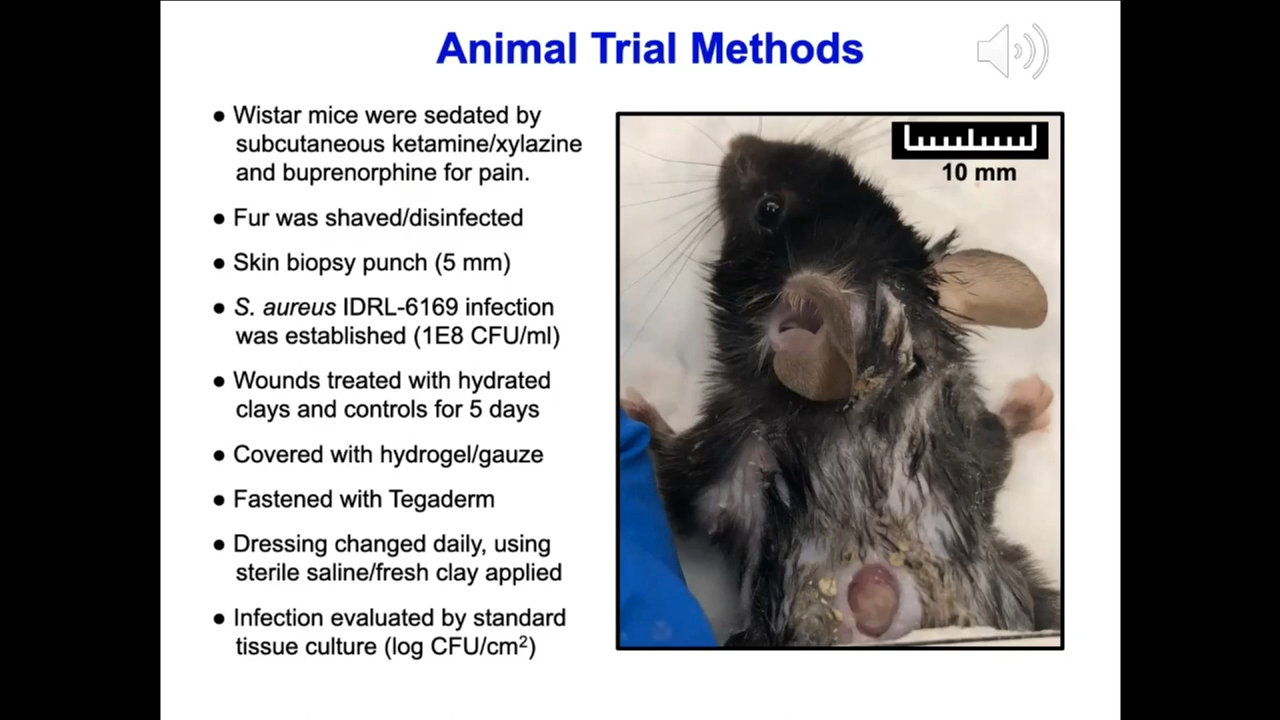 Animal Trial Methods
● Wistar mice were sedated by
subcutaneous ketamine/xylazine
and buprenorphine for pain.
● Fur was shaved/disinfected
● Skin biopsy punch (5 mm)
● S. aureus IDRL-6169 infection
was established (1E8 CFU/ml)
● Wounds treated with hydrated
clays and controls for 5 days
● Covered with hydrogel/gauze
● Fastened with Tegaderm
● Dressing changed daily, using
sterile saline/fresh clay applied
● Infection evaluated by standard
tissue culture (log CFU/cm²)
10 mm